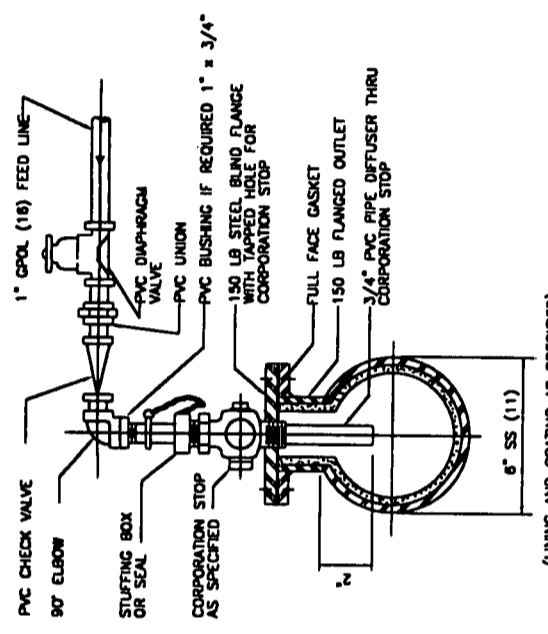 PVC CHECK VALVE
90° ELBOW
STUFFING BOX
OR SEAL
CORPORATION STOP
AS SPECIFIED
1" GPOL (16) FEED LINE
PVC DIAPHRAGM
VALVE
PVC UNION
PVC BUSHING IF REQUIRED 1" x 3/4"
150 LB STEEL BLIND FLANGE
WITH TAPPED HOLE FOR
CORPORATION STOP
FULL FACE GASKET
150 LB FLANGED OUTLET
3/4" PVC PIPE DIFFUSER THRU
CORPORATION STOP
2"
6" SS (11)